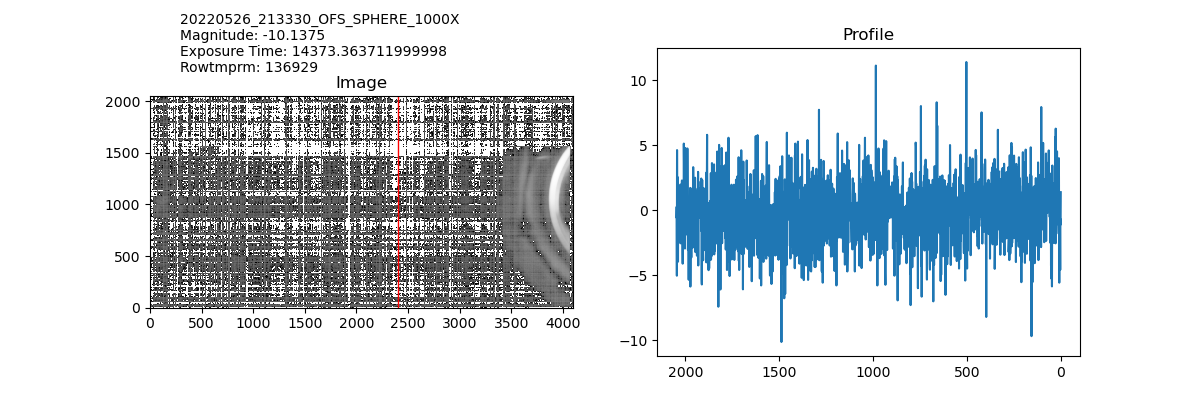 20220526_213330_OFS_SPHERE_1000X
Magnitude: -10.1375
Exposure Time: 14373.363711999998
Rowtmprm: 136929
Image
2000
1500
1000
500
0
0 500 1000 1500 2000 2500 3000 3500 4000
Profile
10
5
0
−5
−10
2000 1500 1000 500 0